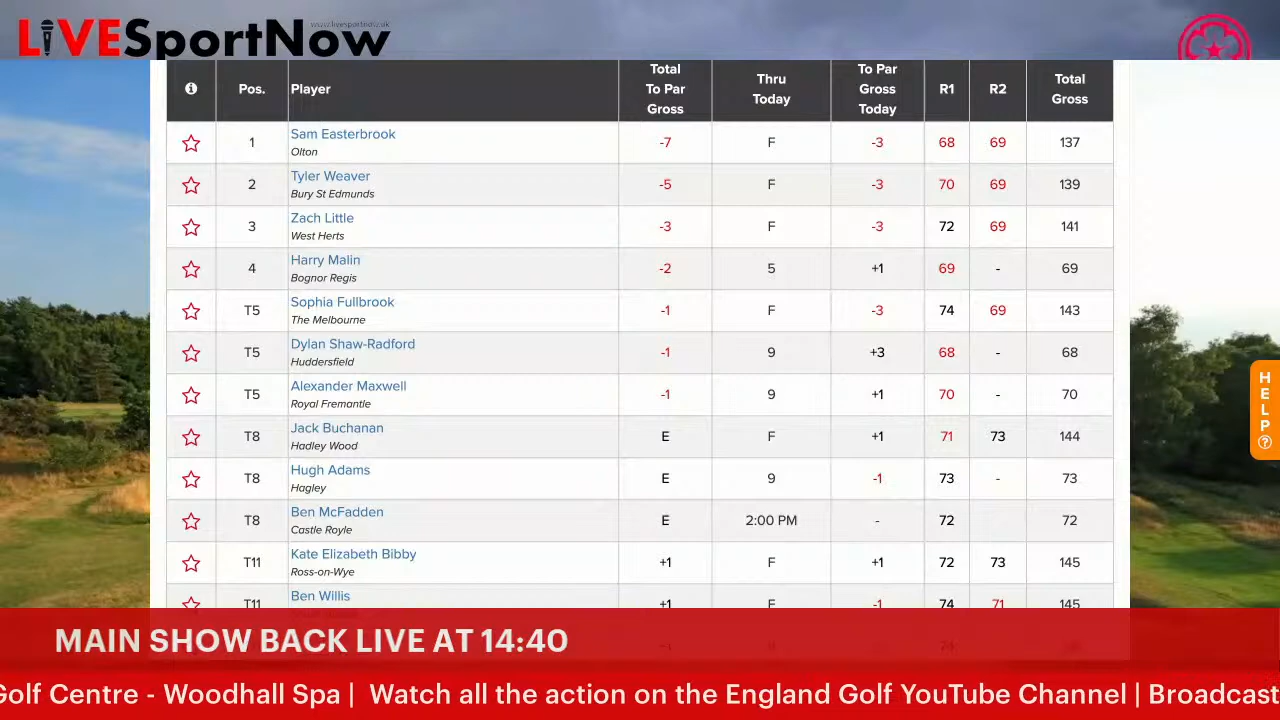 LiVESportNow
www.livesportnow.uk
Pos. Player Total To Par Gross Thru Today To Par Gross Today R1 R2 Total Gross
1 Sam Easterbrook -7 F -3 68 69 137
Olton
2 Tyler Weaver -5 F -3 70 69 139
Bury St Edmunds
3 Zach Little -3 F -3 72 69 141
West Herts
4 Harry Malin -2 5 +1 69 - 69
Bognor Regis
T5 Sophia Fullbrook -1 F -3 74 69 143
The Melbourne
T5 Dylan Shaw-Radford -1 9 +3 68 - 68
Huddersfield
T5 Alexander Maxwell -1 9 +1 70 - 70
Royal Fremantle
T8 Jack Buchanan E F +1 71 73 144
Hadley Wood
T8 Hugh Adams E 9 -1 73 - 73
Hagley
T8 Ben McFadden E 2:00 PM - 72 72
Castle Royle
T11 Kate Elizabeth Bibby +1 F +1 72 73 145
Ross-on-Wye
T11 Ben Willis +1 F -1 74 71 145
HELP
MAIN SHOW BACK LIVE AT 14:40
Golf Centre - Woodhall Spa | Watch all the action on the England Golf YouTube Channel | Broadcast